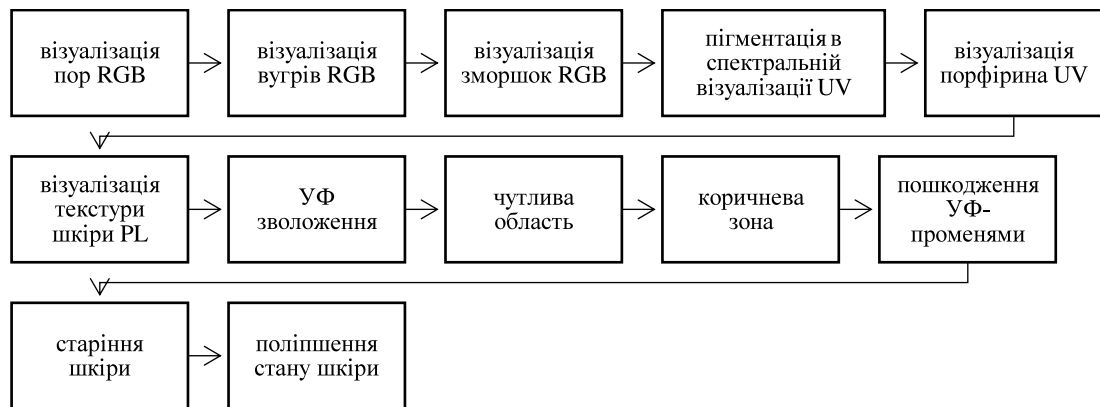 візуалізація
пор RGB
візуалізація
вугрів RGB
візуалізація
зморшок RGB
пігментація в
спектральній
візуалізації UV
візуалізація
порфірина UV
візуалізація
текстури
шкіри PL
УФ
зволоження
чутлива
область
коричнева
зона
пошкодження
УФ-
променями
старіння
шкіри
поліпшення
стану шкіри